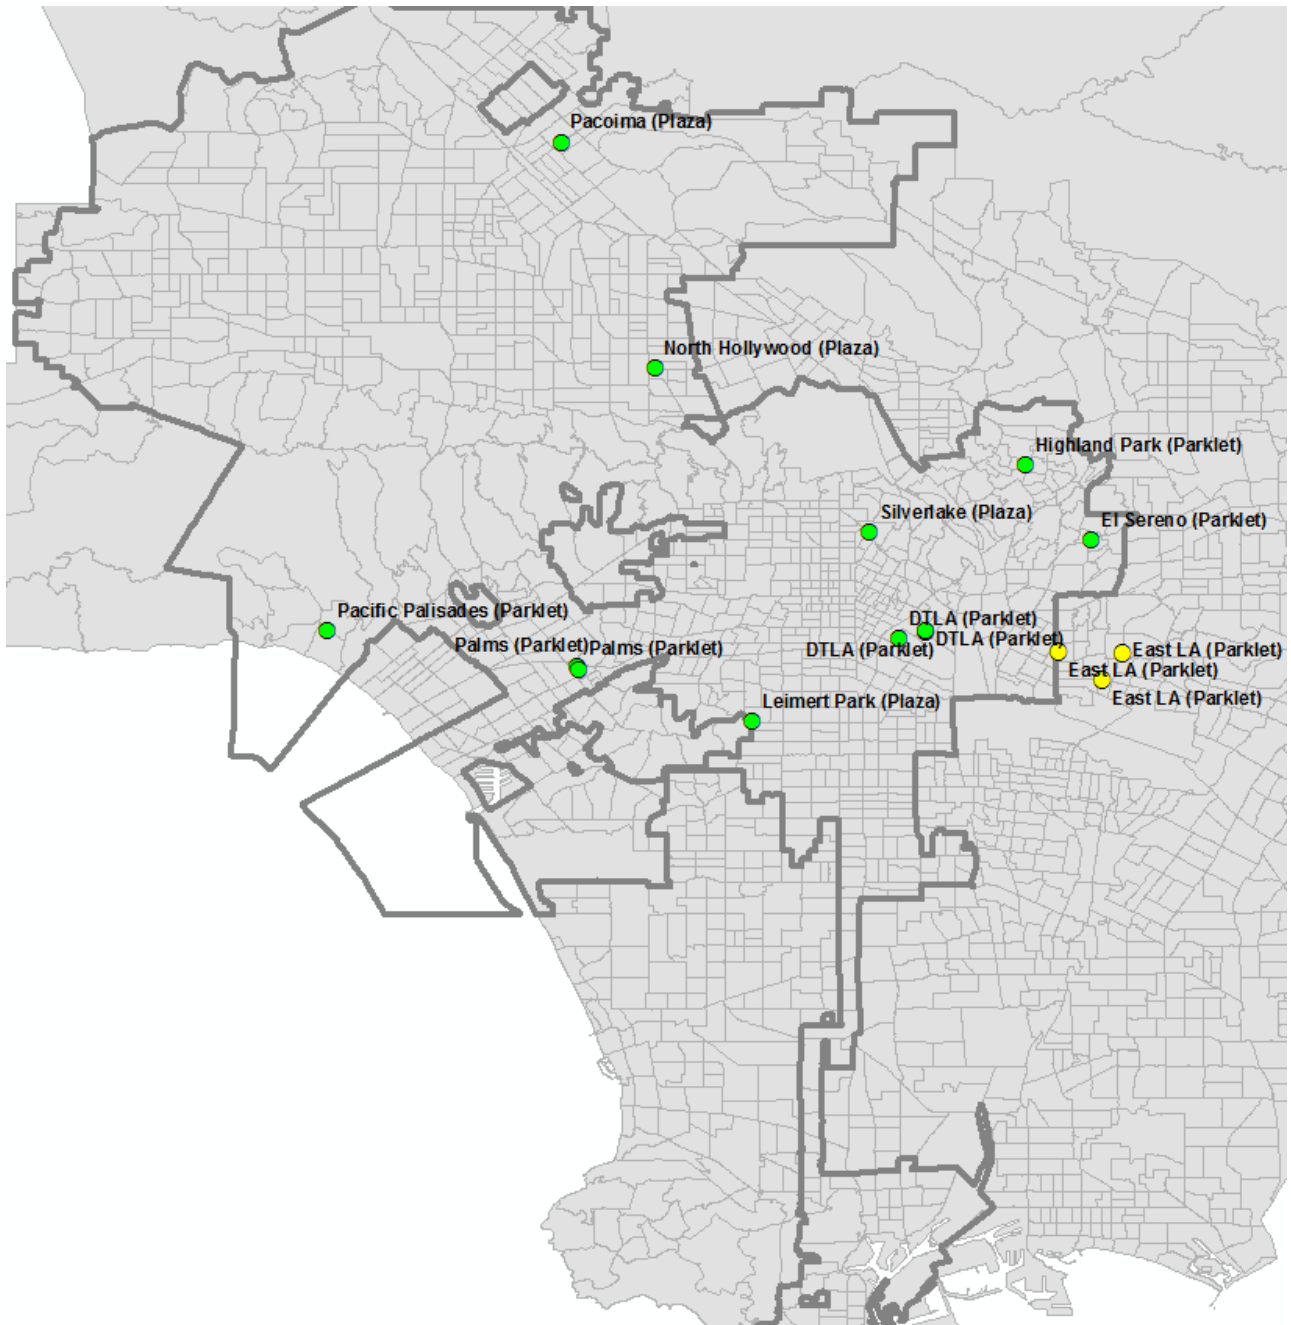 Pacoima (Plaza)
North Hollywood (Plaza)
Highland Park (Parklet)
Silverlake (Plaza)
El Sereno (Parklet)
Pacific Palisades (Parklet)
DTLA (Parklet)
DTLA (Parklet)
Palms (Parklet)
Palms (Parklet)
DTLA (Parklet)
East LA (Parklet)
East LA (Parklet)
East LA (Parklet)
Leimert Park (Plaza)